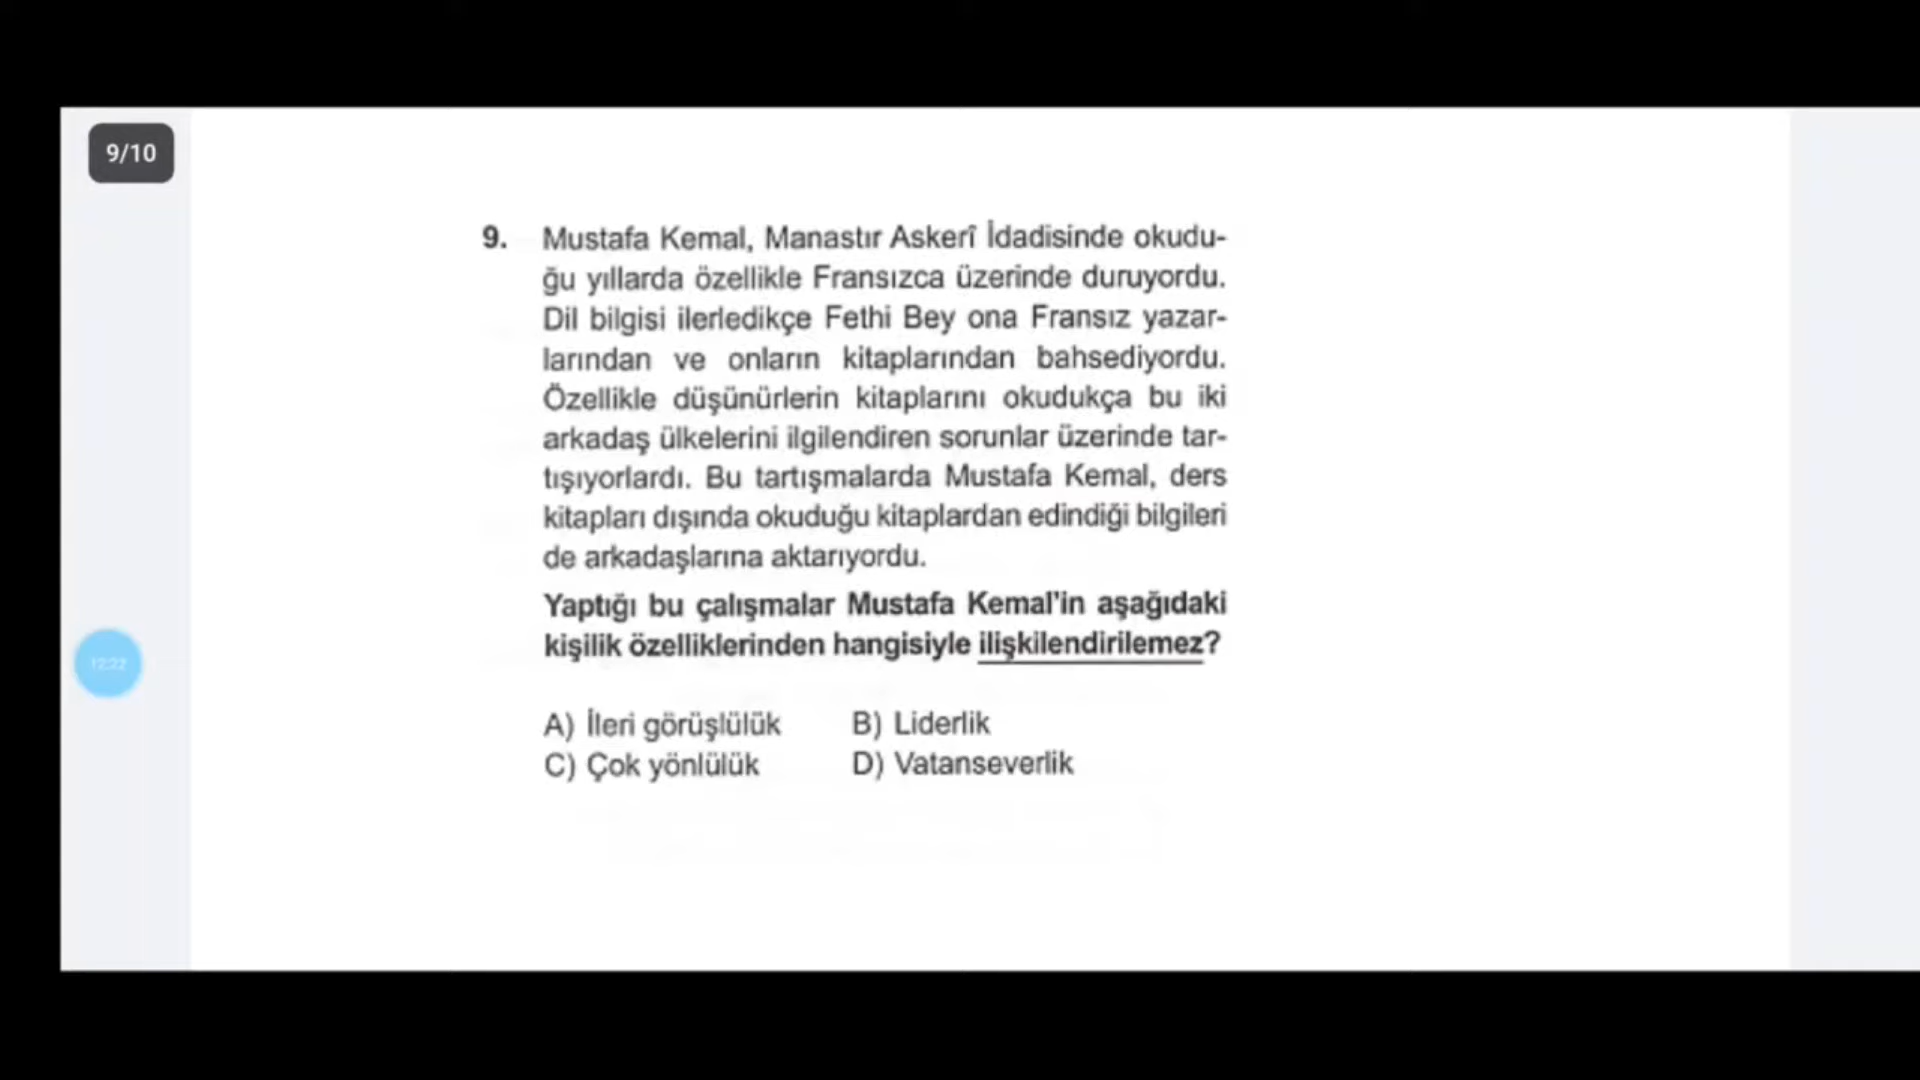 9/10
9. Mustafa Kemal, Manastır Askerî İdadisinde okudu-
ğu yıllarda özellikle Fransızca üzerinde duruyordu.
Dil bilgisi ilerledikçe Fethi Bey ona Fransız yazar-
larından ve onların kitaplarından bahsediyordu.
Özellikle düşünürlerin kitaplarını okudukça bu iki
arkadaş ülkelerini ilgilendiren sorunlar üzerinde tar-
tışıyorlardı. Bu tartışmalarda Mustafa Kemal, ders
kitapları dışında okuduğu kitaplardan edindiği bilgileri
de arkadaşlarına aktarıyordu.
Yaptığı bu çalışmalar Mustafa Kemal'in aşağıdaki
kişilik özelliklerinden hangisiyle ilişkilendirilemez?
12:22
A) İleri görüşlülük B) Liderlik
C) Çok yönlülük D) Vatanseverlik